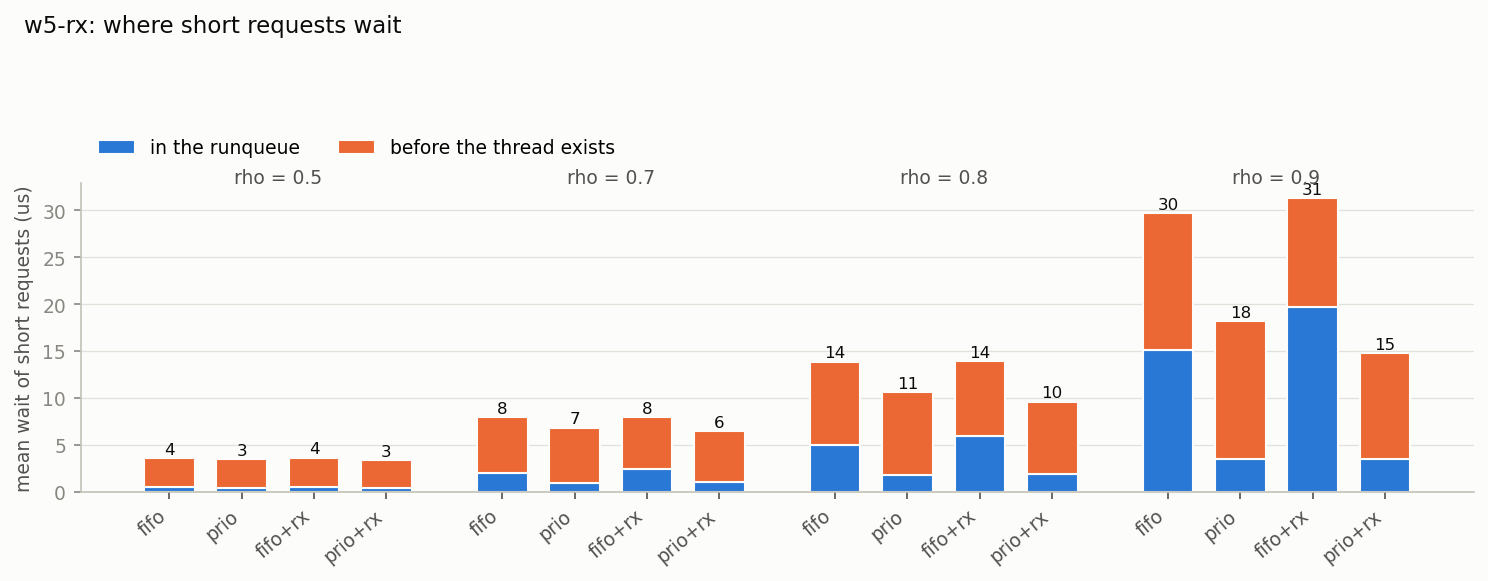 w5-rx: where short requests wait
in the runqueue
before the thread exists
rho = 0.5
rho = 0.7
rho = 0.8
rho = 0.9
mean wait of short requests (us)
30
25
20
15
10
5
0
4
3
4
3
8
7
8
6
14
11
14
10
30
18
31
15
fifo
prio
fifo+rx
prio+rx
fifo
prio
fifo+rx
prio+rx
fifo
prio
fifo+rx
prio+rx
fifo
prio
fifo+rx
prio+rx